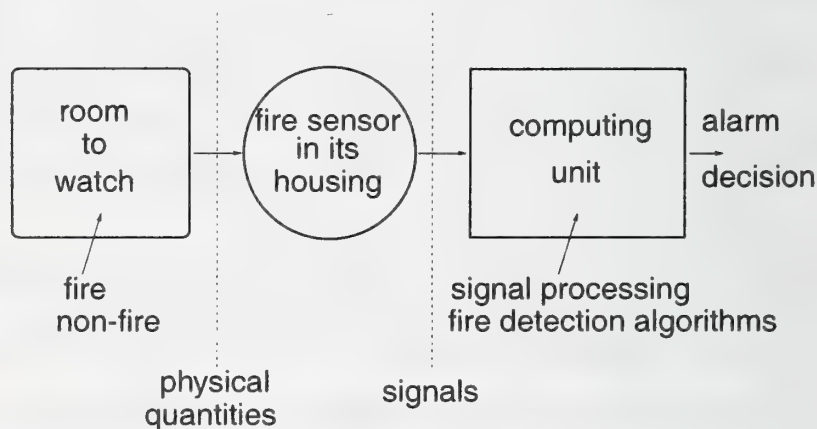 room
to
watch
fire sensor
in its
housing
computing
unit
alarm
decision
fire
non-fire
signal processing
fire detection algorithms
physical
quantities
signals